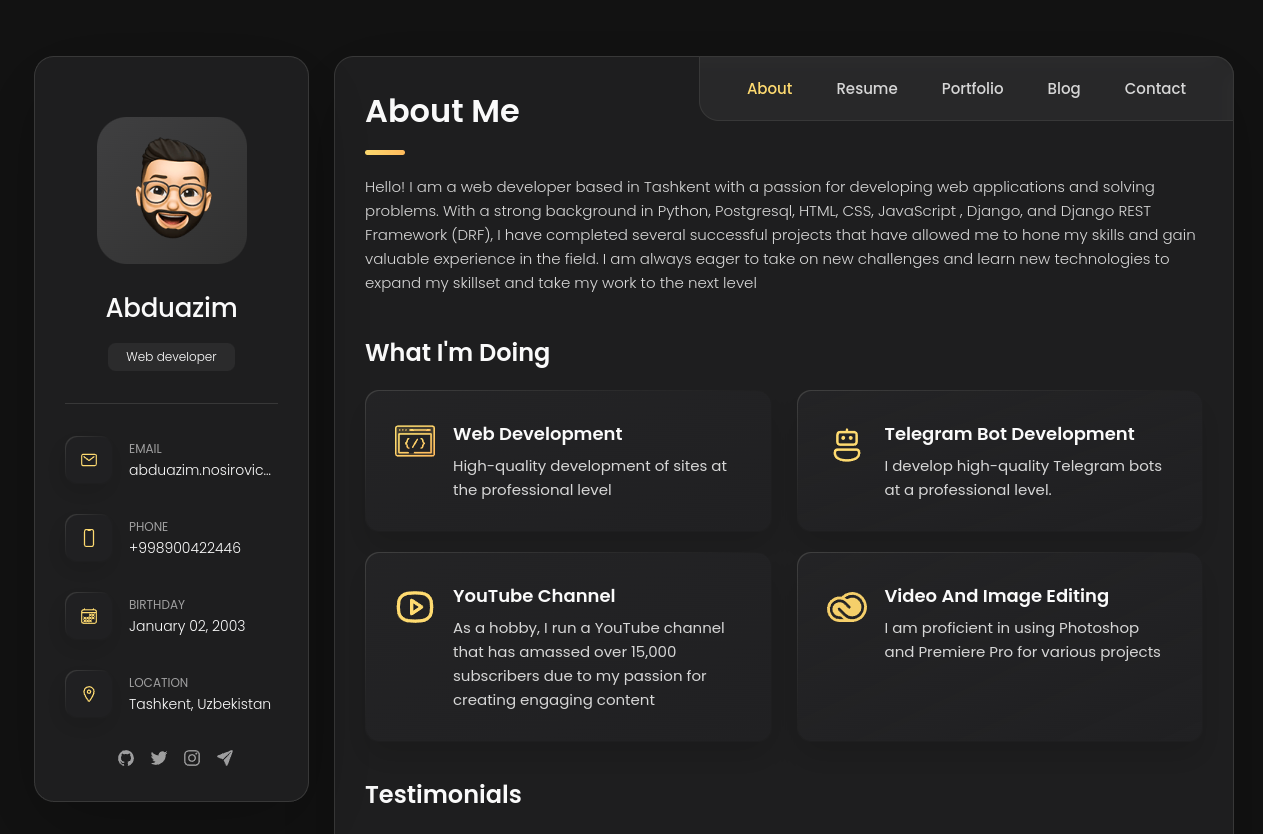 Abduazim
Web developer
EMAIL
abduazim.nosirovic...
PHONE
+998900422446
BIRTHDAY
January 02, 2003
LOCATION
Tashkent, Uzbekistan
About
Resume
Portfolio
Blog
Contact
About Me
Hello! I am a web developer based in Tashkent with a passion for developing web applications and solving
problems. With a strong background in Python, Postgresql, HTML, CSS, JavaScript , Django, and Django REST
Framework (DRF), I have completed several successful projects that have allowed me to hone my skills and gain
valuable experience in the field. I am always eager to take on new challenges and learn new technologies to
expand my skillset and take my work to the next level
What I'm Doing
Web Development
High-quality development of sites at
the professional level
Telegram Bot Development
I develop high-quality Telegram bots
at a professional level.
YouTube Channel
As a hobby, I run a YouTube channel
that has amassed over 15,000
subscribers due to my passion for
creating engaging content
Video And Image Editing
I am proficient in using Photoshop
and Premiere Pro for various projects
Testimonials